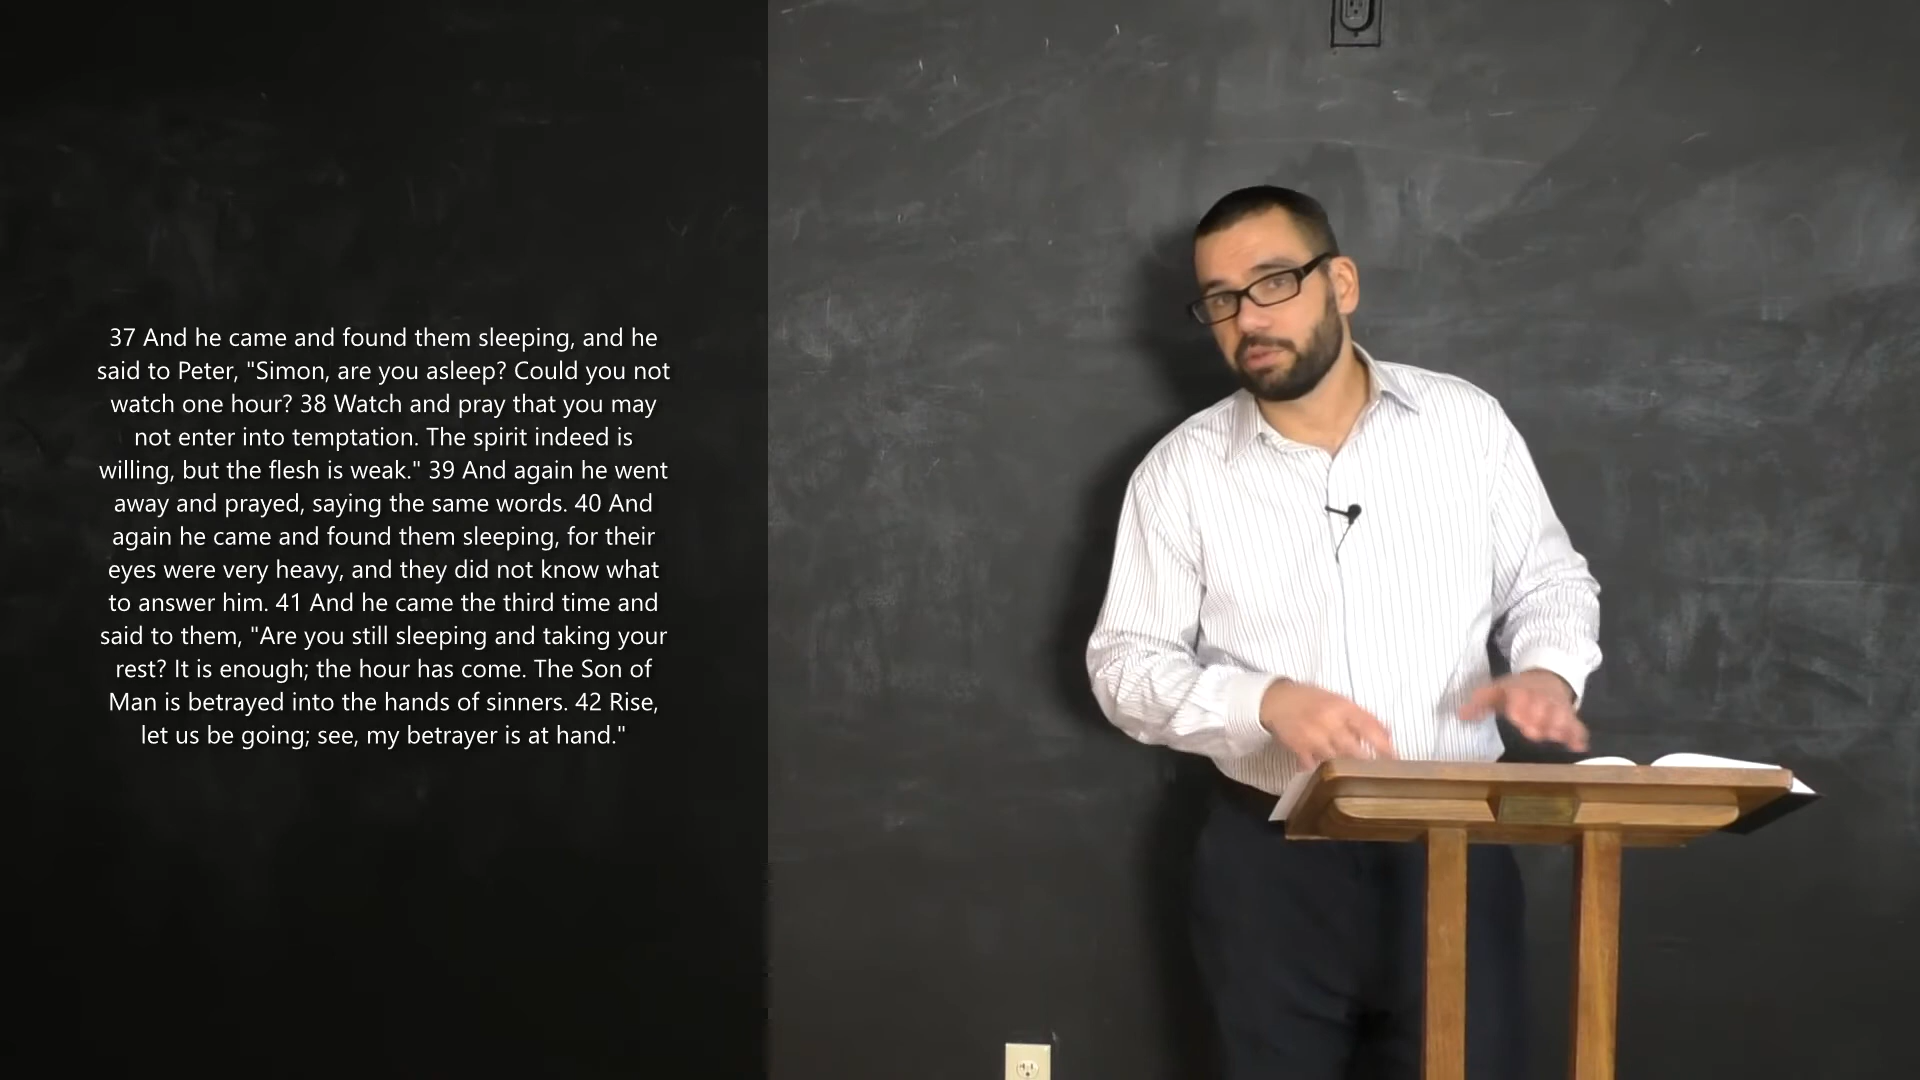 37 And he came and found them sleeping, and he
said to Peter, "Simon, are you asleep? Could you not
watch one hour? 38 Watch and pray that you may
not enter into temptation. The spirit indeed is
willing, but the flesh is weak." 39 And again he went
away and prayed, saying the same words. 40 And
again he came and found them sleeping, for their
eyes were very heavy, and they did not know what
to answer him. 41 And he came the third time and
said to them, "Are you still sleeping and taking your
rest? It is enough; the hour has come. The Son of
Man is betrayed into the hands of sinners. 42 Rise,
let us be going; see, my betrayer is at hand."